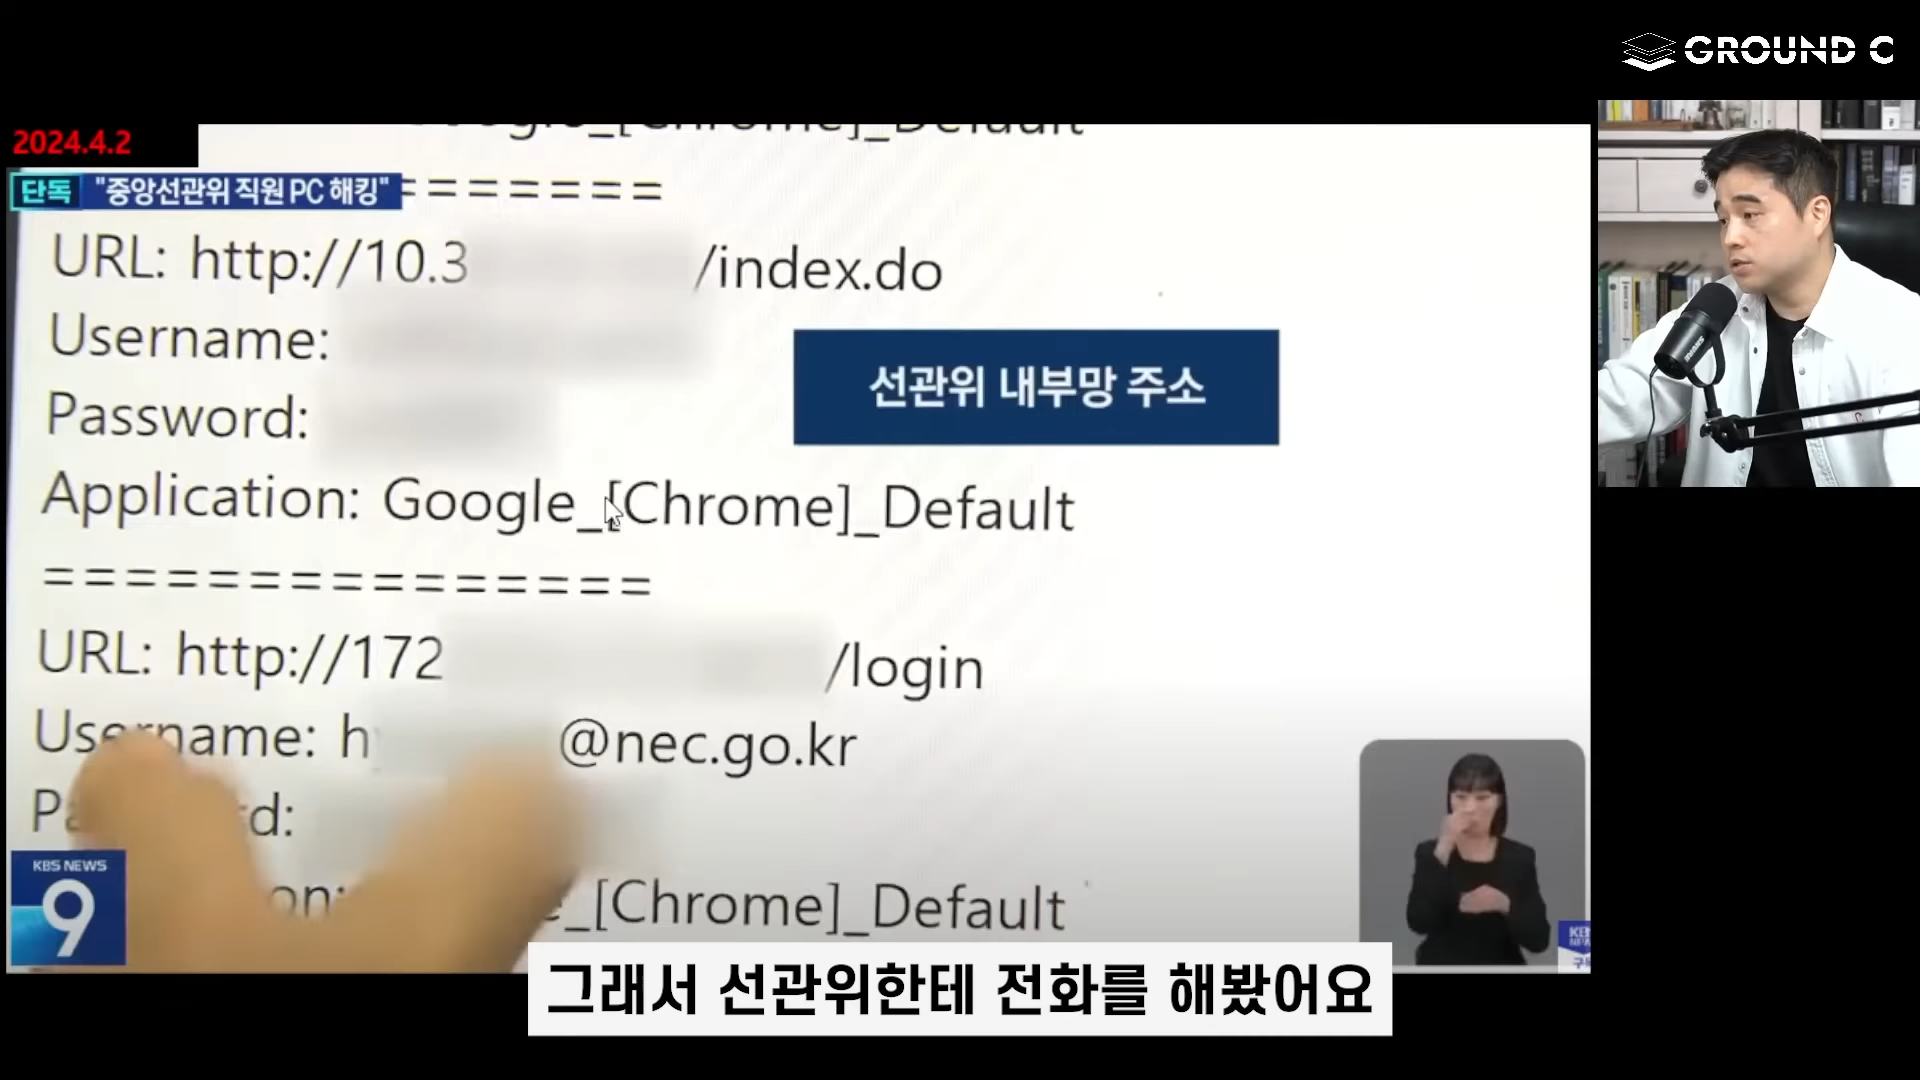 GROUND C
2024.4.2
단독 "중앙선관위 직원 PC 해킹"
=======
URL: http://10.3 /index.do
Username:
선관위 내부망 주소
Password:
Application: Google_[Chrome]_Default
===============
URL: http://172 /login
Username: h @nec.go.kr
d:
KBS NEWS
9
_[Chrome]_Default
그래서 선관위한테 전화를 해봤어요